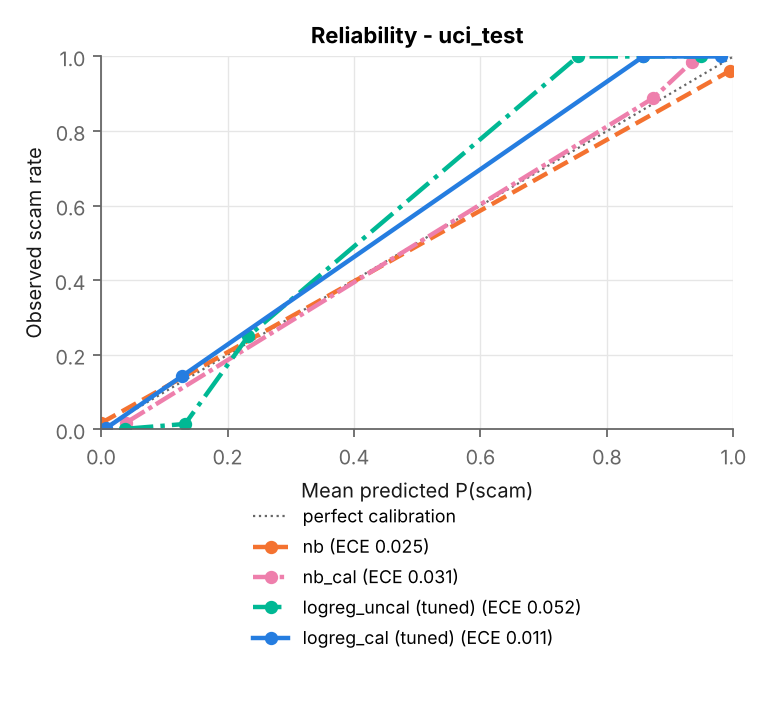 Reliability - uci_test
Observed scam rate
1.0
0.8
0.6
0.4
0.2
0.0
0.0 0.2 0.4 0.6 0.8 1.0
Mean predicted P(scam)
perfect calibration
nb (ECE 0.025)
nb_cal (ECE 0.031)
logreg_uncal (tuned) (ECE 0.052)
logreg_cal (tuned) (ECE 0.011)